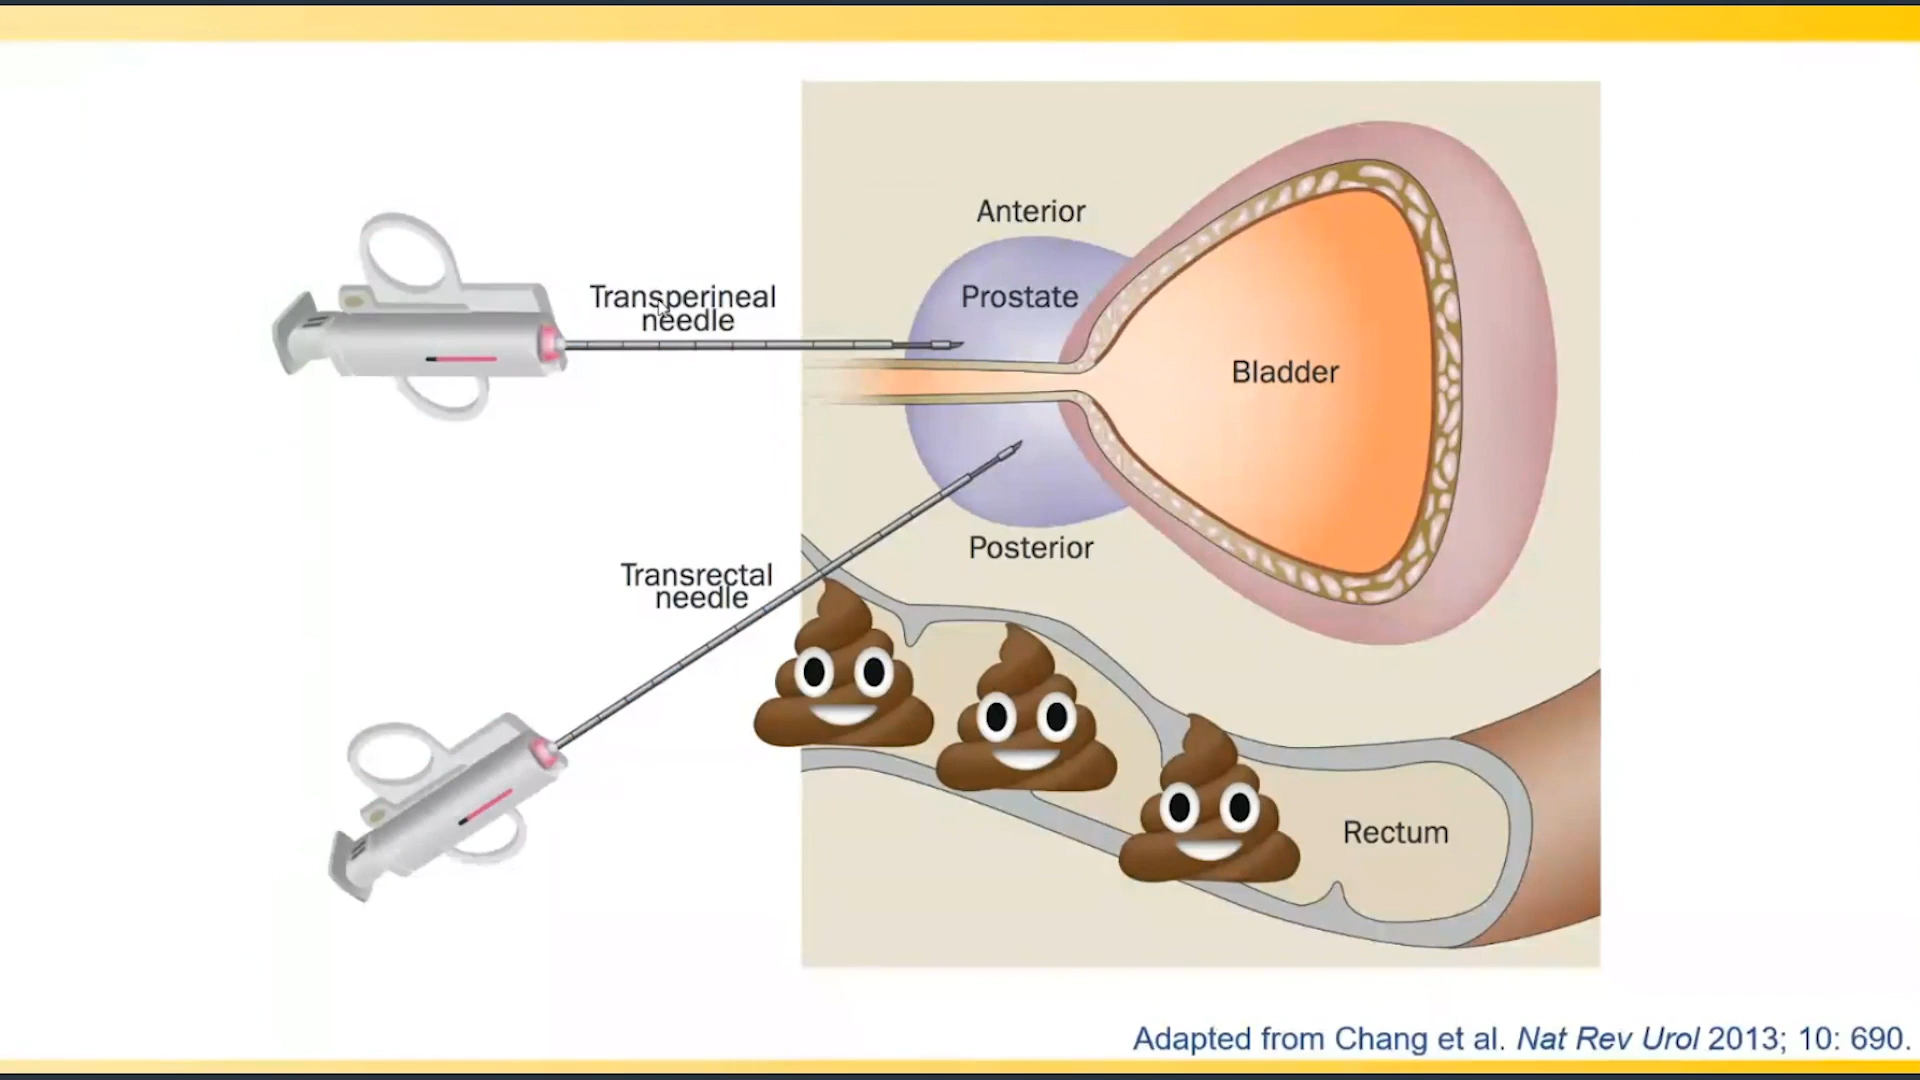 Anterior
Transperineal
needle
Prostate
Bladder
Posterior
Transrectal
needle
Rectum
Adapted from Chang et al. Nat Rev Urol 2013; 10: 690.